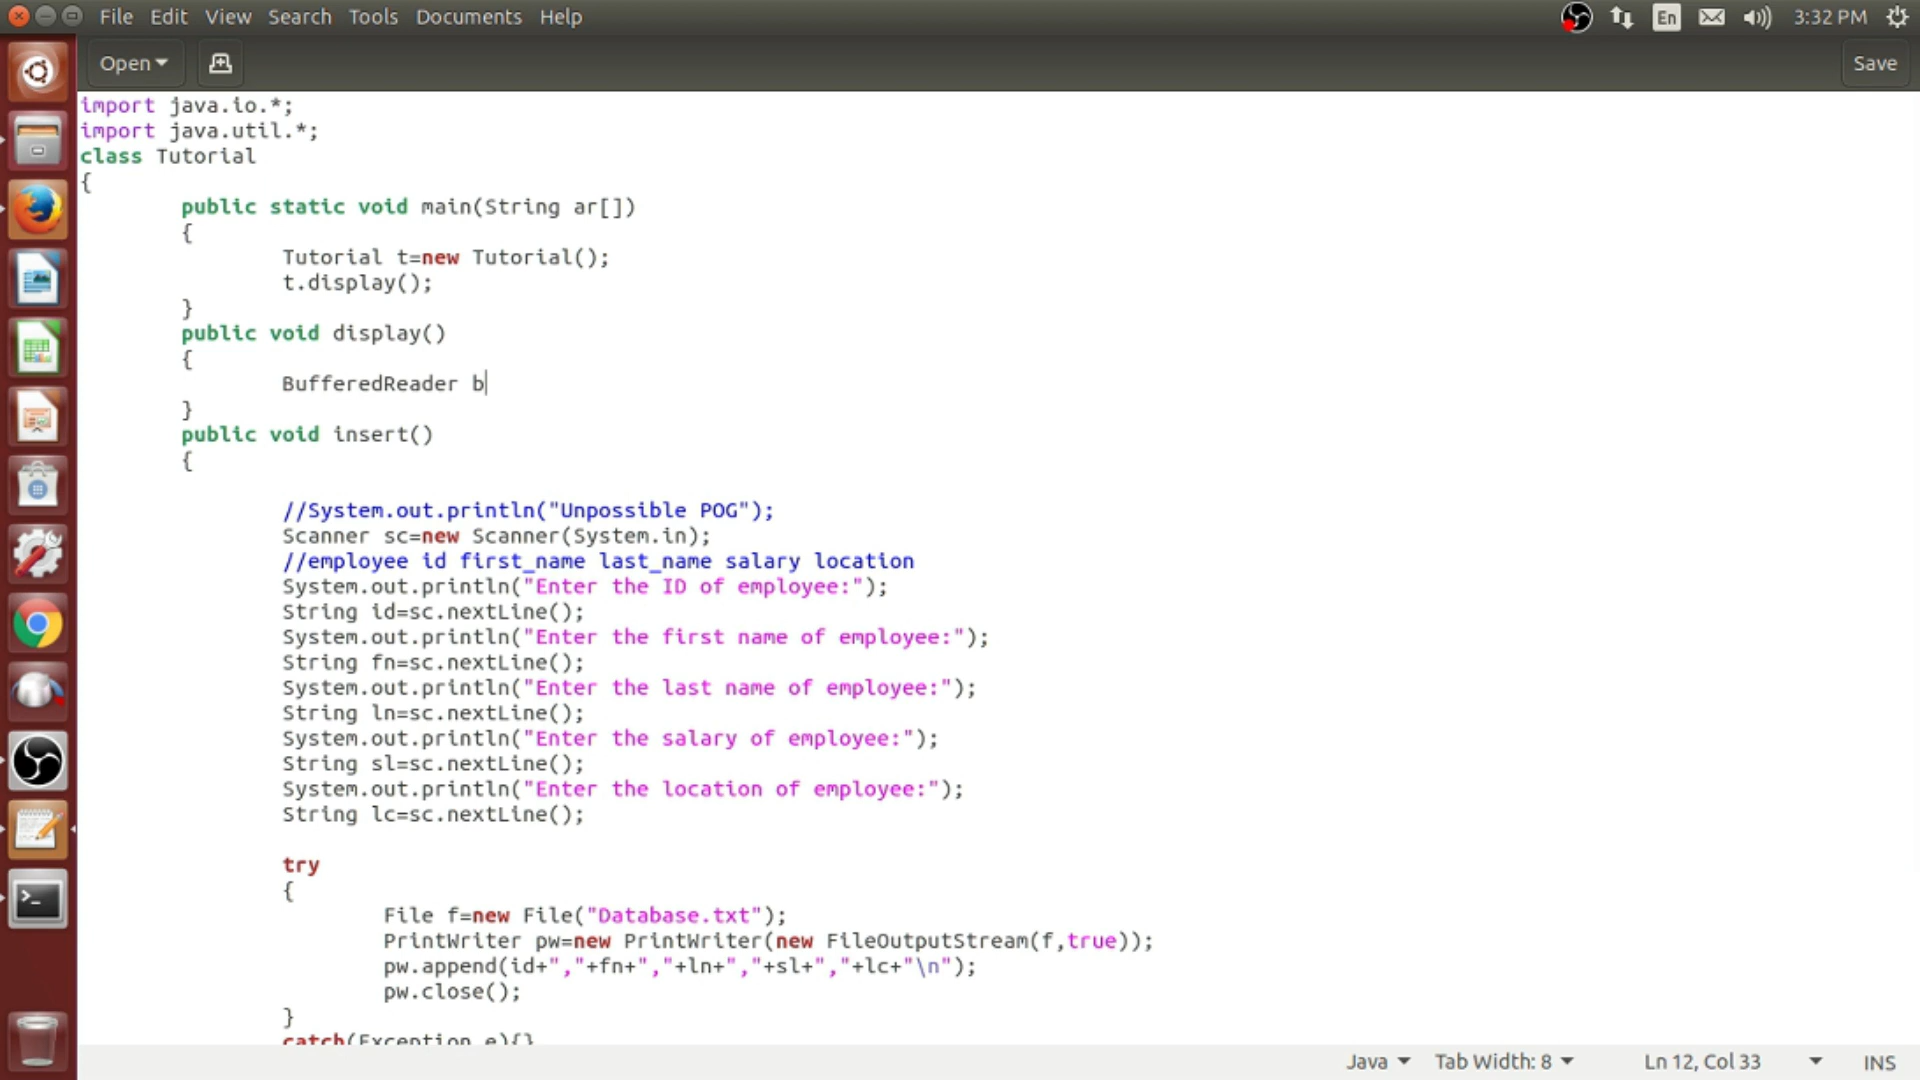 File Edit View Search Tools Documents Help
En 3:32 PM
Open Save
import java.io.*;
import java.util.*;
class Tutorial
{
public static void main(String ar[])
{
Tutorial t=new Tutorial();
t.display();
}
public void display()
{
BufferedReader b
}
public void insert()
{
//System.out.println("Unpossible POG");
Scanner sc=new Scanner(System.in);
//employee id first_name last_name salary location
System.out.println("Enter the ID of employee:");
String id=sc.nextLine();
System.out.println("Enter the first name of employee:");
String fn=sc.nextLine();
System.out.println("Enter the last name of employee:");
String ln=sc.nextLine();
System.out.println("Enter the salary of employee:");
String sl=sc.nextLine();
System.out.println("Enter the location of employee:");
String lc=sc.nextLine();
try
{
File f=new File("Database.txt");
PrintWriter pw=new PrintWriter(new FileOutputStream(f,true));
pw.append(id+","+fn+","+ln+","+sl+","+lc+"\n");
pw.close();
}
catch(Exception e){}
Java Tab Width: 8 Ln 12, Col 33 INS